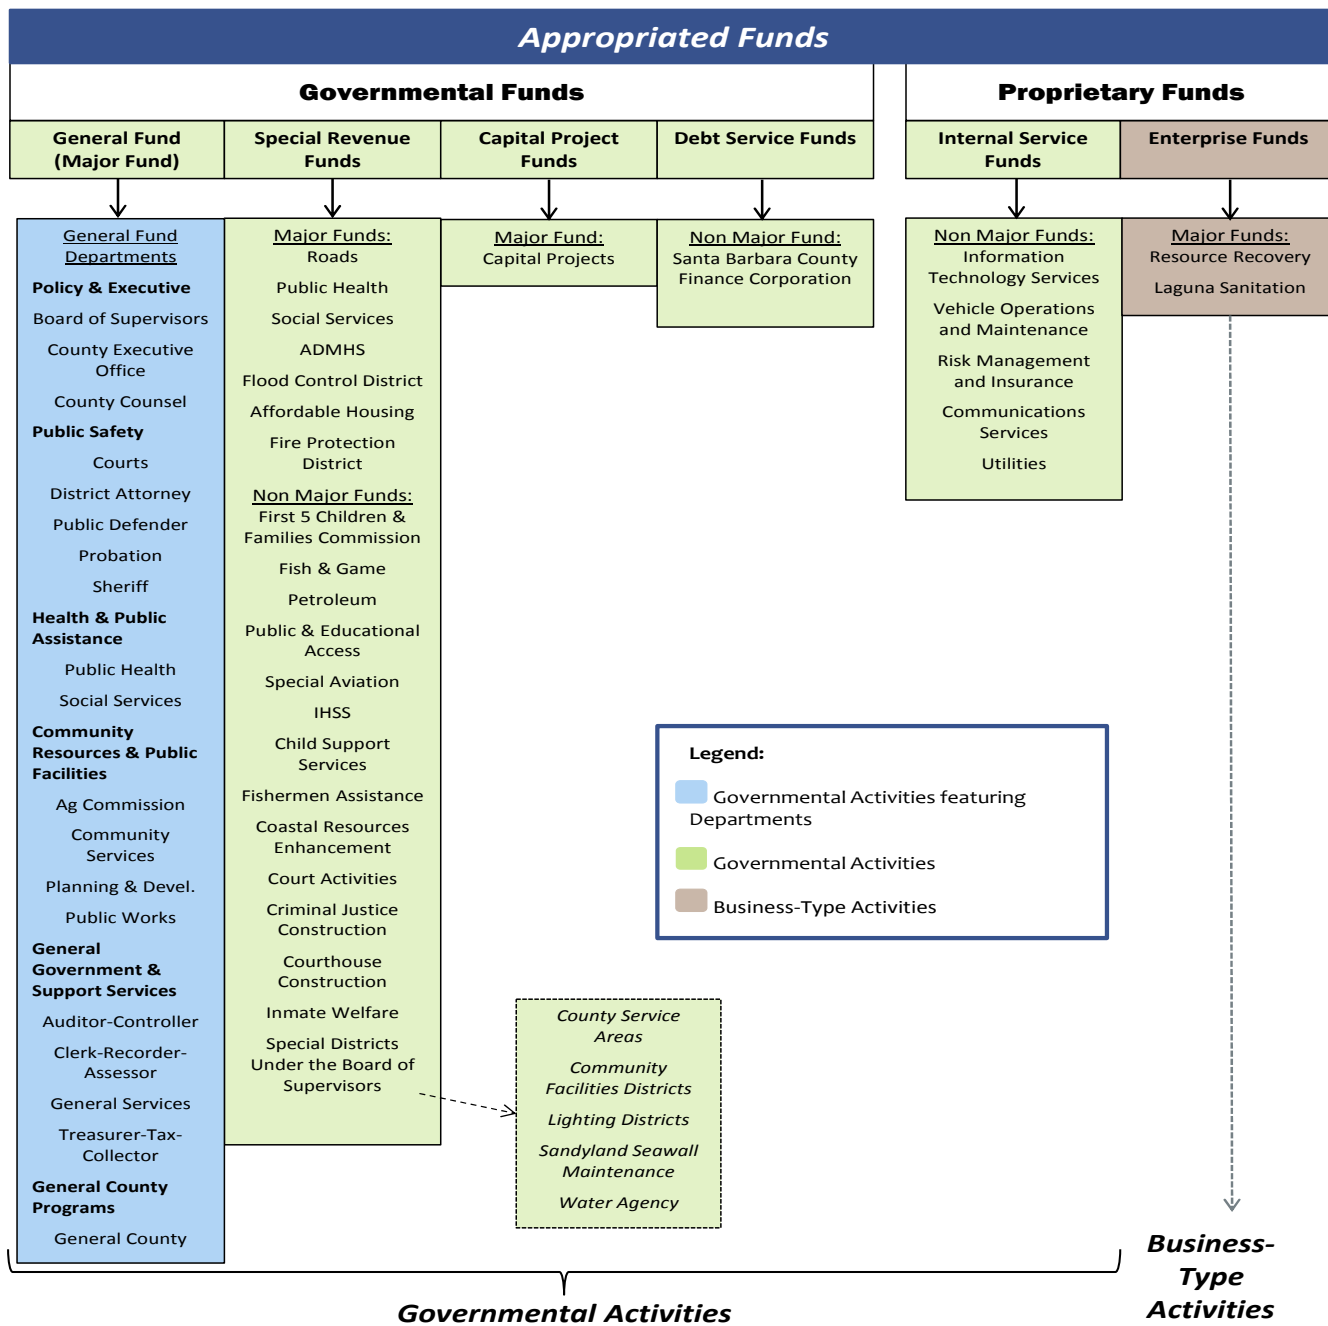 Appropriated Funds
Governmental Funds
Proprietary Funds
General Fund
(Major Fund)
Special Revenue
Funds
Capital Project
Funds
Debt Service Funds
Internal Service
Funds
Enterprise Funds
General Fund
Departments
Policy & Executive
Board of Supervisors
County Executive
Office
County Counsel
Public Safety
Courts
District Attorney
Public Defender
Probation
Sheriff
Health & Public
Assistance
Public Health
Social Services
Community
Resources & Public
Facilities
Ag Commission
Community
Services
Planning & Devel.
Public Works
General
Government &
Support Services
Auditor-Controller
Clerk-Recorder-
Assessor
General Services
Treasurer-Tax-
Collector
General County
Programs
General County
Major Funds:
Roads
Public Health
Social Services
ADMHS
Flood Control District
Affordable Housing
Fire Protection
District
Non Major Funds:
First 5 Children &
Families Commission
Fish & Game
Petroleum
Public & Educational
Access
Special Aviation
IHSS
Child Support
Services
Fishermen Assistance
Coastal Resources
Enhancement
Court Activities
Criminal Justice
Construction
Courthouse
Construction
Inmate Welfare
Special Districts
Under the Board of
Supervisors
Major Fund:
Capital Projects
Non Major Fund:
Santa Barbara County
Finance Corporation
Non Major Funds:
Information
Technology Services
Vehicle Operations
and Maintenance
Risk Management
and Insurance
Communications
Services
Utilities
Major Funds:
Resource Recovery
Laguna Sanitation
Legend:
Governmental Activities featuring
Departments
Governmental Activities
Business-Type Activities
County Service
Areas
Community
Facilities Districts
Lighting Districts
Sandyland Seawall
Maintenance
Water Agency
Governmental Activities
Business-
Type
Activities